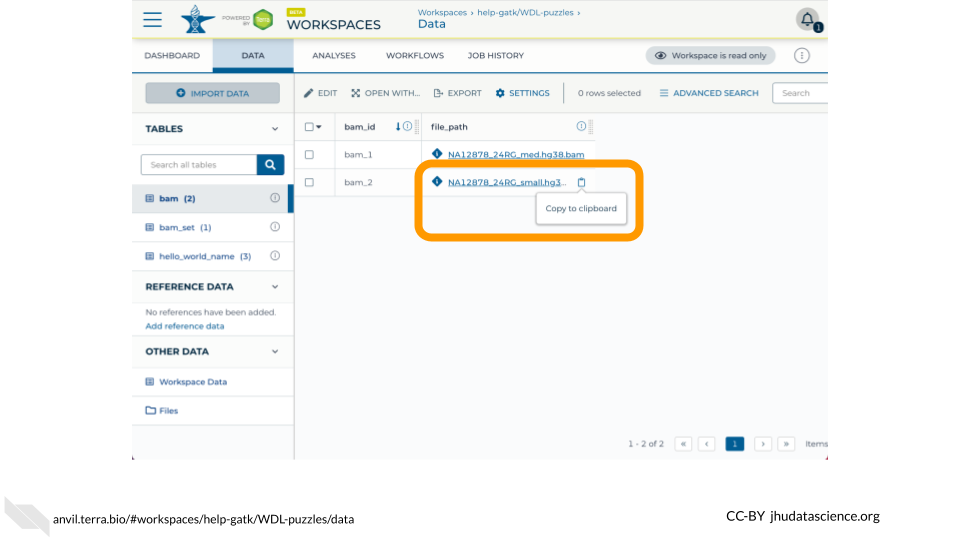 POWERED BY Terra
BETA
WORKSPACES
Workspaces › help-gatk/WDL-puzzles ›
Data
1
DASHBOARD DATA ANALYSES WORKFLOWS JOB HISTORY Workspace is read only
IMPORT DATA EDIT OPEN WITH... EXPORT SETTINGS 0 rows selected ADVANCED SEARCH Search
TABLES bam_id file_path
Search all tables bam_1 NA12878_24RG_med.hg38.bam
bam_2 NA12878_24RG_small.hg3...
Copy to clipboard
bam (2)
bam_set (1)
hello_world_name (3)
REFERENCE DATA
No references have been added.
Add reference data
OTHER DATA
Workspace Data
Files
1 - 2 of 2 « ‹ 1 › » Items
anvil.terra.bio/#workspaces/help-gatk/WDL-puzzles/data
CC-BY jhudatascience.org